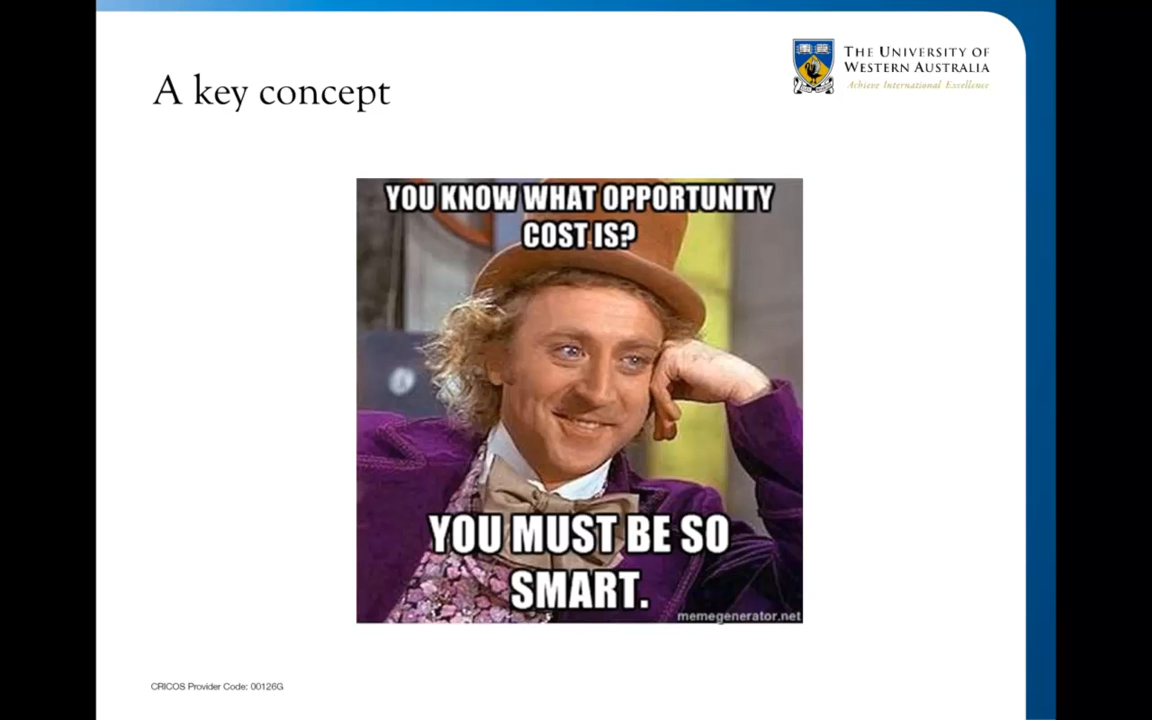 THE UNIVERSITY OF
WESTERN AUSTRALIA
Achieve International Excellence
A key concept
YOU KNOW WHAT OPPORTUNITY
COST IS?
YOU MUST BE SO
SMART.
memegenerator.net
CRICOS Provider Code: 00126G